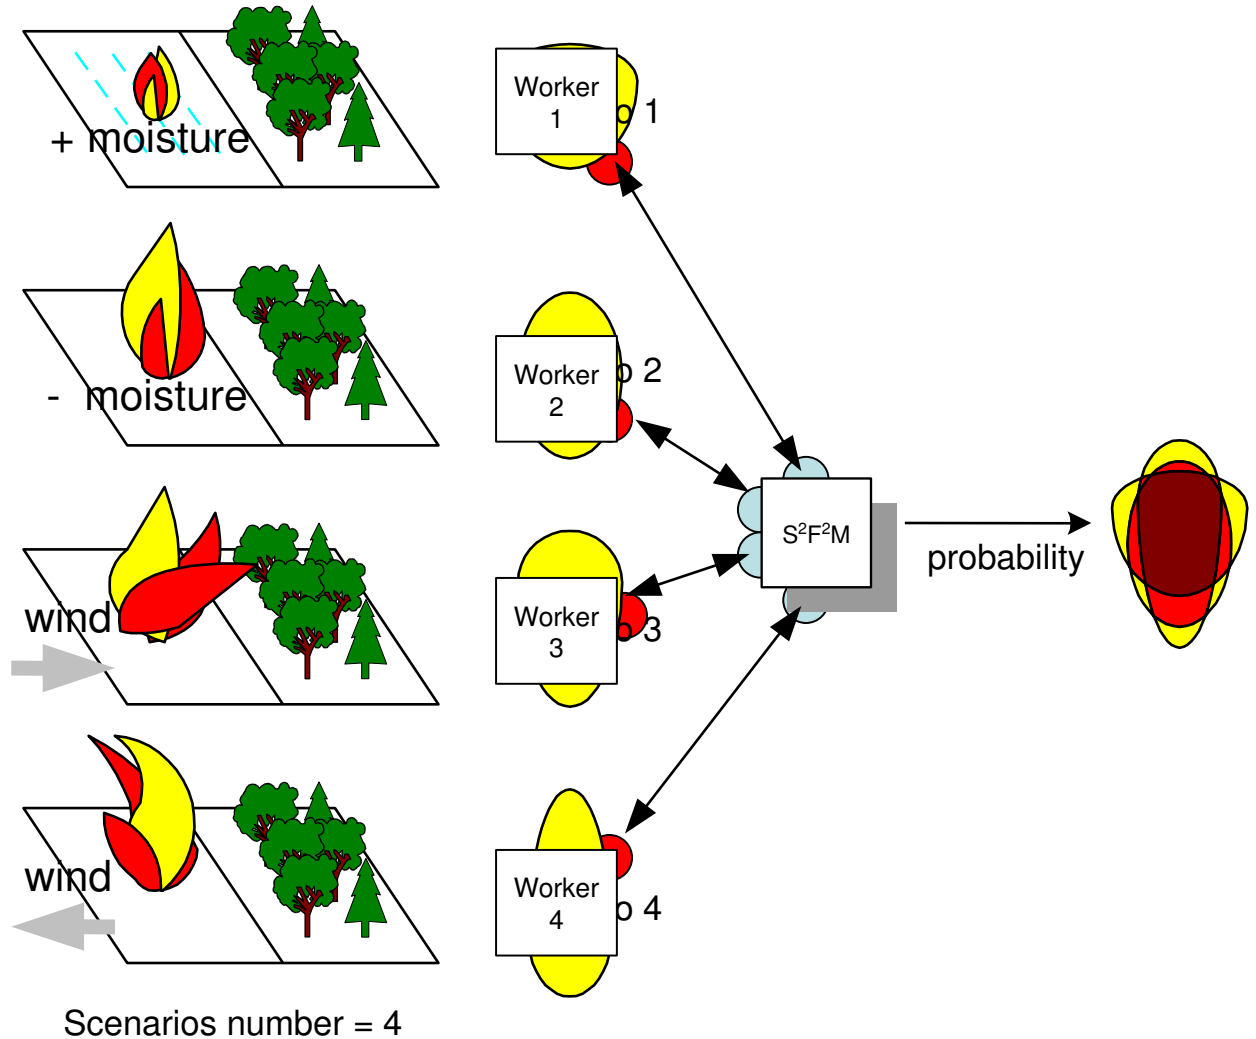 + moisture
Worker
1
o 1
- moisture
Worker
2
o 2
wind
Worker
3
o 3
S²F²M
probability
wind
Worker
4
o 4
Scenarios number = 4